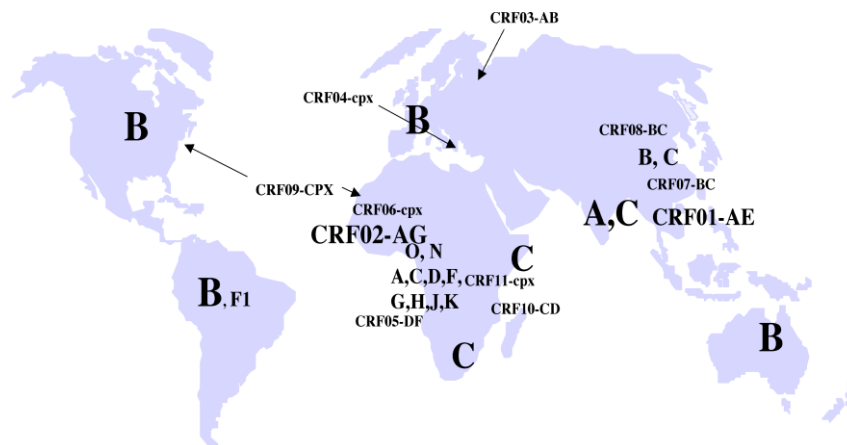 CRF03-AB
CRF04-cpx
B
B
CRF08-BC
B, C
CRF09-CPX
CRF07-BC
CRF06-cpx
A,C
CRF01-AE
CRF02-AG
O, N
C
A,C,D,F,
CRF11-cpx
B, F1
G,H,J,K
CRF10-CD
CRF05-DF
B
C